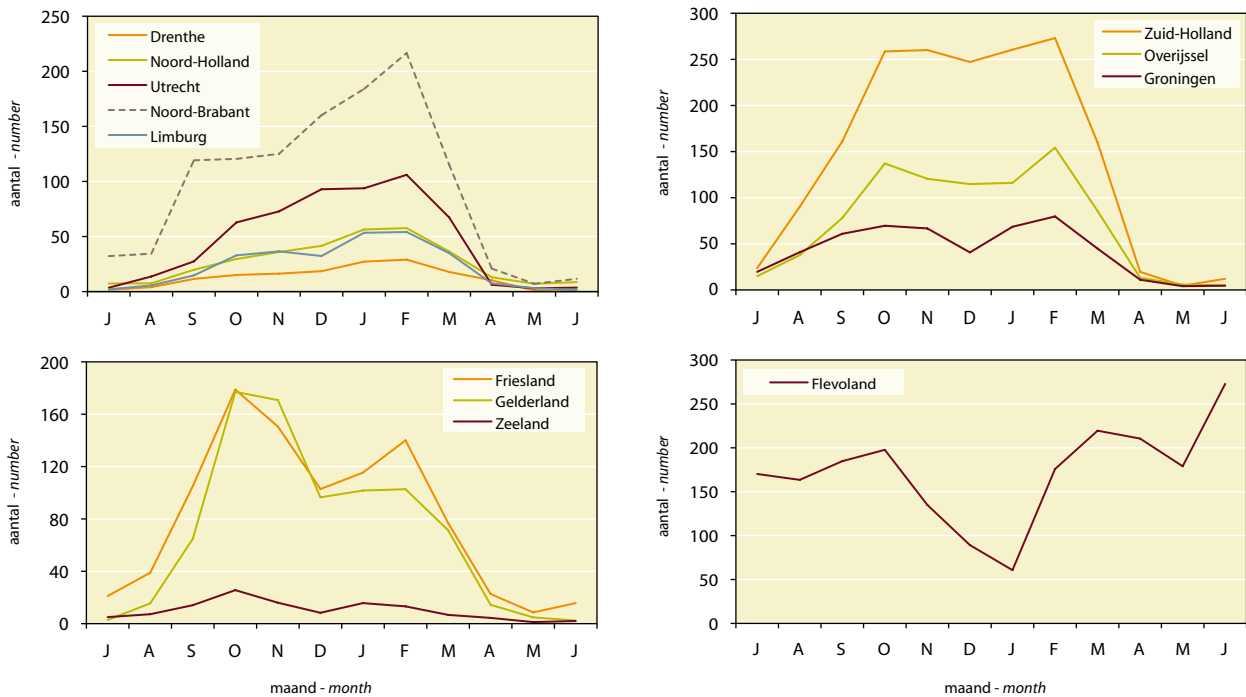 250
200
150
100
50
0
aantal - number
Drenthe
Noord-Holland
Utrecht
Noord-Brabant
Limburg
J A S O N D J F M A M J
300
250
200
150
100
50
0
aantal - number
Zuid-Holland
Overijssel
Groningen
J A S O N D J F M A M J
200
160
120
80
40
0
aantal - number
Friesland
Gelderland
Zeeland
J A S O N D J F M A M J
maand - month
300
250
200
150
100
50
0
aantal - number
Flevoland
J A S O N D J F M A M J
maand - month